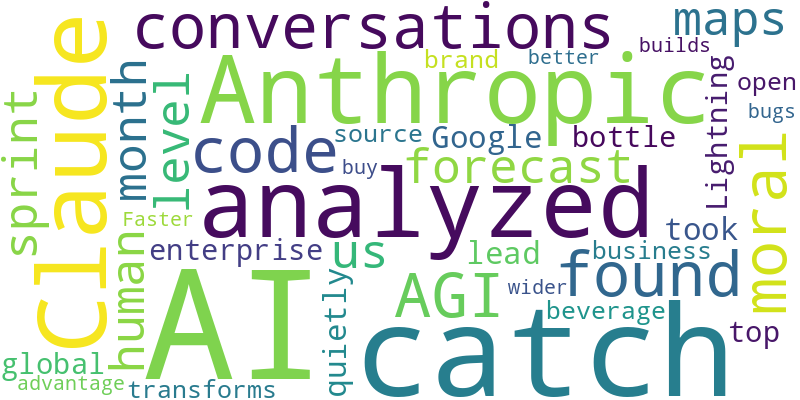 conversations
maps
brand
better
builds
Claude
Anthropic
open
bugs
Lightning
sprint
month
level
source
Google
bottle
code
buy
forecast
analyzed
moral
Faster
human
enterprise
us
lead
business
took
found
AI
quietly
AGI
wider
beverage
catch
top
global
advantage
transforms